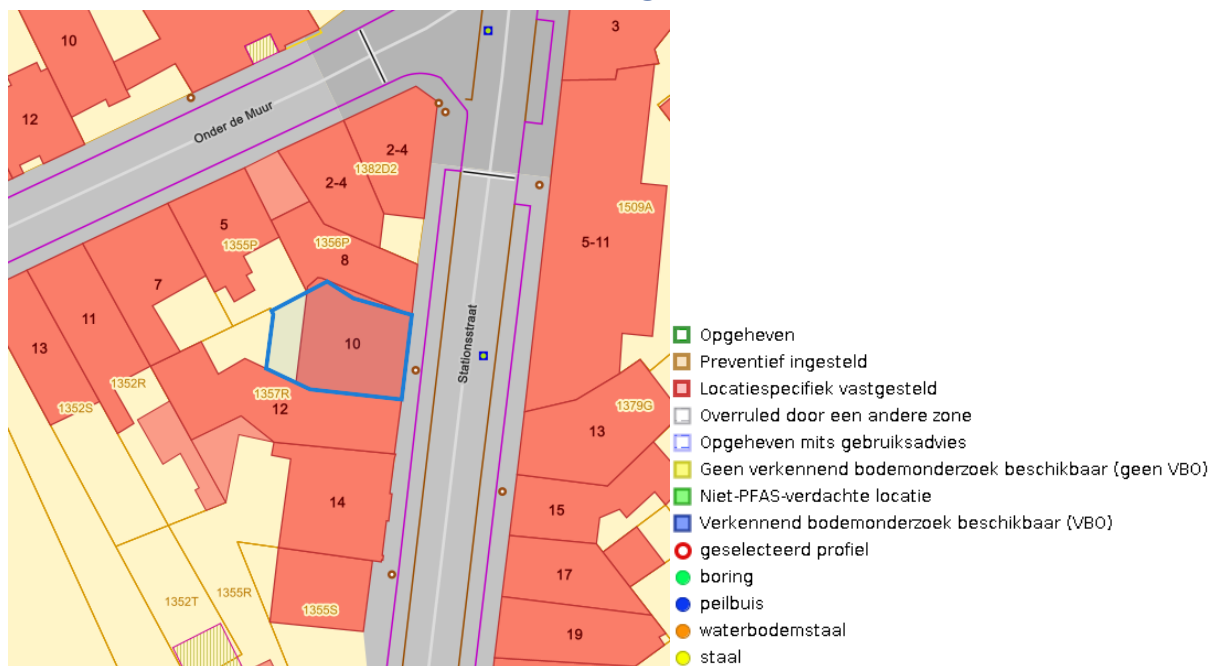 10
3
12
Onder de Muur
2-4
1382D2
2-4
1509A
5
1355P
1356P
5-11
8
7
11
10
Stationsstraat
13
1352R
1357R
1352S
12
1379G
13
14
15
17
1352T
1355R
1355S
19
Opgeheven
Preventief ingesteld
Locatiespecifiek vastgesteld
Overruled door een andere zone
Opgeheven mits gebruiksadvies
Geen verkennend bodemonderzoek beschikbaar (geen VBO)
Niet-PFAS-verdachte locatie
Verkennend bodemonderzoek beschikbaar (VBO)
geselecteerd profiel
boring
peilbuis
waterbodemstaal
staal